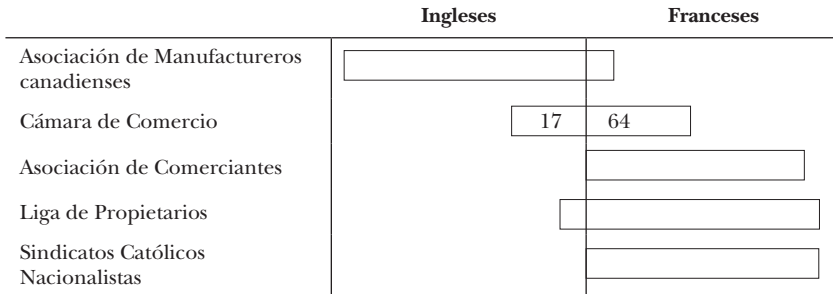 Ingleses Franceses
Asociación de Manufactureros
canadienses
Cámara de Comercio 17 64
Asociación de Comerciantes
Liga de Propietarios
Sindicatos Católicos
Nacionalistas